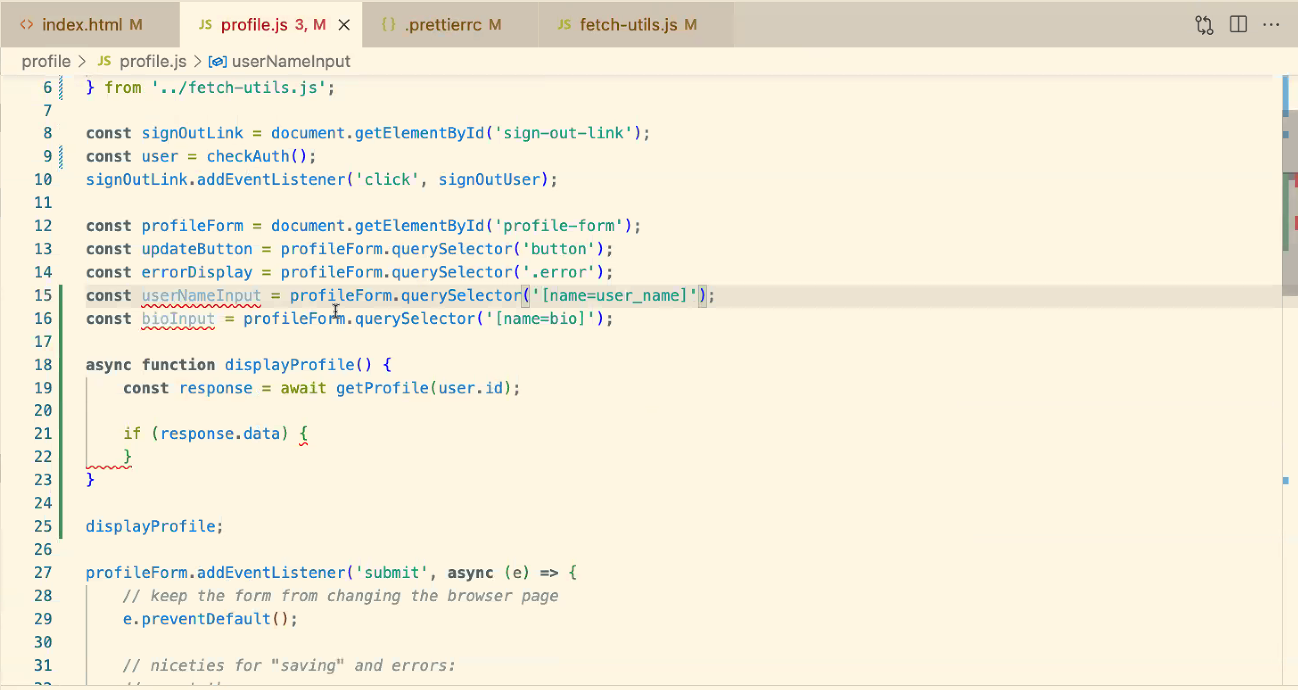 <> index.html M JS profile.js 3, M × {} .prettierrc M JS fetch-utils.js M ···
profile > JS profile.js > userNameInput
6 } from '../fetch-utils.js';
7
8 const signOutLink = document.getElementById('sign-out-link');
9 const user = checkAuth();
10 signOutLink.addEventListener('click', signOutUser);
11
12 const profileForm = document.getElementById('profile-form');
13 const updateButton = profileForm.querySelector('button');
14 const errorDisplay = profileForm.querySelector('.error');
15 const userNameInput = profileForm.querySelector('[name=user_name]');
16 const bioInput = profileForm.querySelector('[name=bio]');
17
18 async function displayProfile() {
19 const response = await getProfile(user.id);
20
21 if (response.data) {
22 }
23 }
24
25 displayProfile;
26
27 profileForm.addEventListener('submit', async (e) => {
28 // keep the form from changing the browser page
29 e.preventDefault();
30
31 // niceties for "saving" and errors: